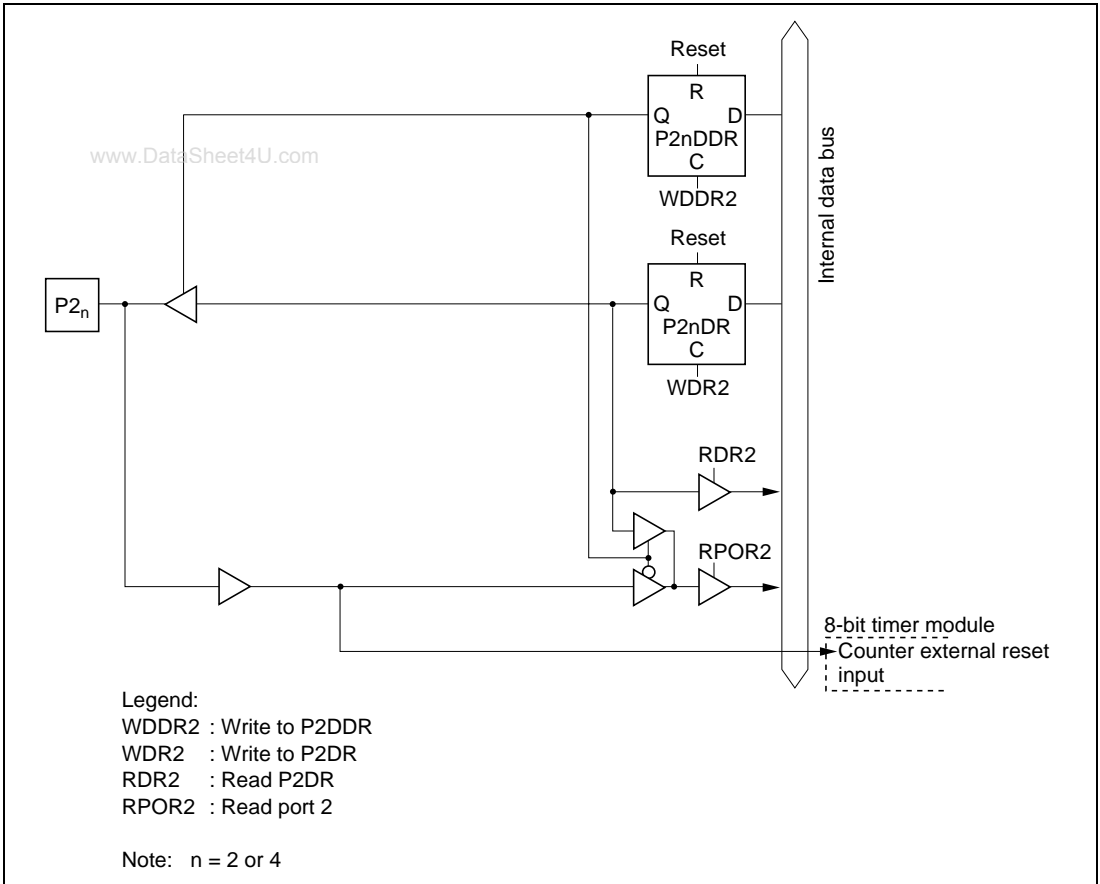 Reset
R
Q D
P2nDDR
C
WDDR2
www.DataSheet4U.com
Internal data bus
Reset
R
Q D
P2nDR
C
WDR2
P2n
RDR2
RPOR2
8-bit timer module
Counter external reset
input
Legend:
WDDR2 : Write to P2DDR
WDR2 : Write to P2DR
RDR2 : Read P2DR
RPOR2 : Read port 2
Note: n = 2 or 4